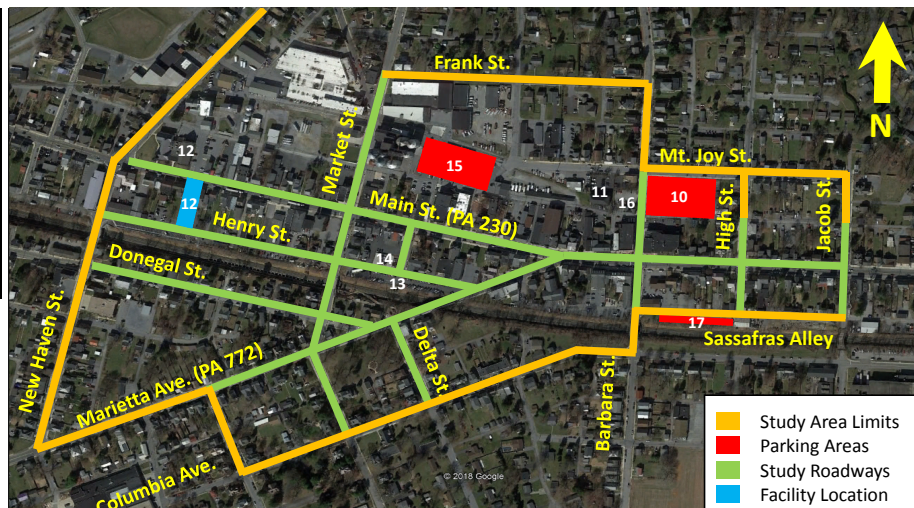 Frank St.
N
Market St.
12
15
Mt. Joy St.
11
16
10
12
Main St. (PA 230)
High St.
Jacob St.
Henry St.
14
13
Donegal St.
17
Sassafras Alley
New Haven St.
Marietta Ave. (PA 772)
Delta St.
Barbara St.
Columbia Ave.
© 2018 Google
Study Area Limits
Parking Areas
Study Roadways
Facility Location